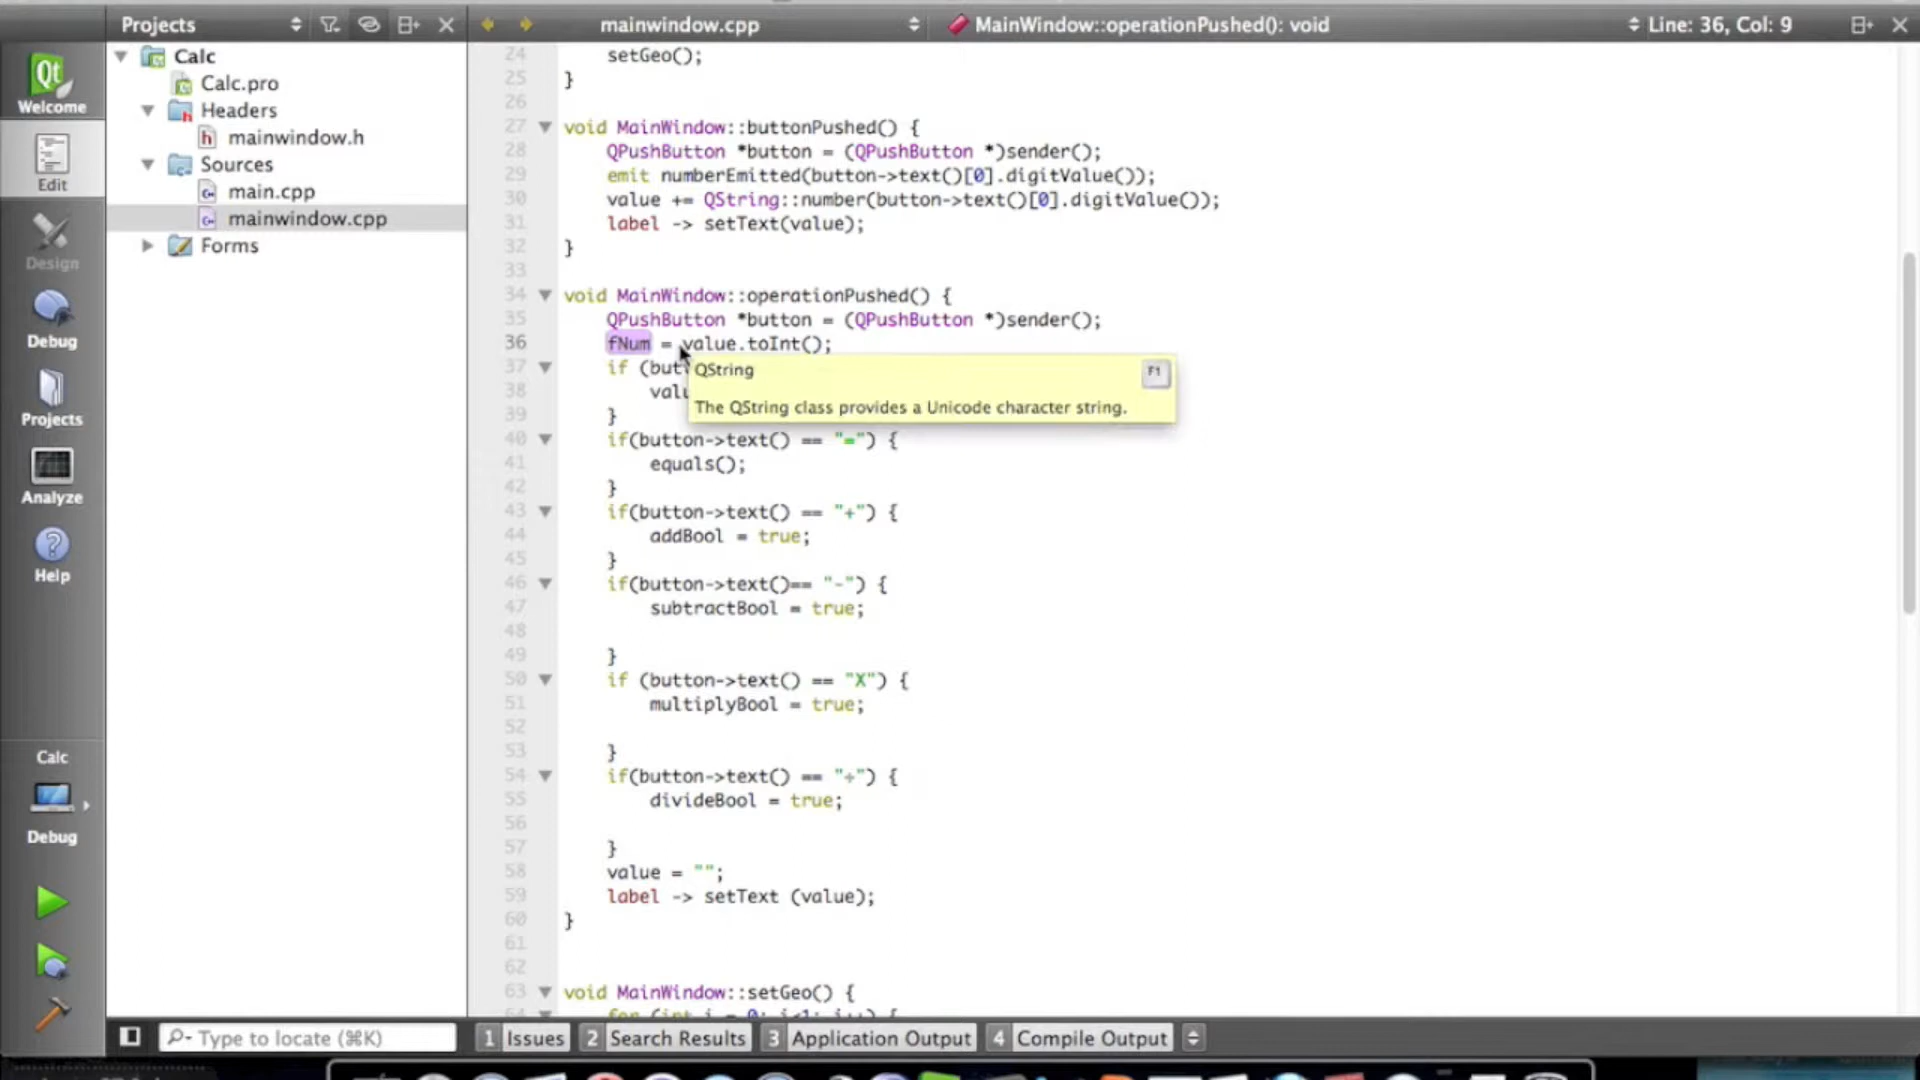 Projects
mainwindow.cpp
MainWindow::operationPushed(): void
Line: 36, Col: 9
Qt
Welcome
Edit
Design
Debug
Projects
Analyze
Help
Calc
Debug
Calc
Calc.pro
Headers
h mainwindow.h
Sources
main.cpp
mainwindow.cpp
Forms
24 setGeo();
25 }
26
27 void MainWindow::buttonPushed() {
28 QPushButton *button = (QPushButton *)sender();
29 emit numberEmitted(button->text()[0].digitValue());
30 value += QString::number(button->text()[0].digitValue());
31 label -> setText(value);
32 }
33
34 void MainWindow::operationPushed() {
35 QPushButton *button = (QPushButton *)sender();
36 fNum = value.toInt();
37 if (but
38 valu
39 }
QString
F1
The QString class provides a Unicode character string.
40 if(button->text() == "=") {
41 equals();
42 }
43 if(button->text() == "+") {
44 addBool = true;
45 }
46 if(button->text()== "-") {
47 subtractBool = true;
48
49 }
50 if (button->text() == "X") {
51 multiplyBool = true;
52
53 }
54 if(button->text() == "÷") {
55 divideBool = true;
56
57 }
58 value = "";
59 label -> setText (value);
60 }
61
62
63 void MainWindow::setGeo() {
64 for (int i = 0; i<1; i++) {
Type to locate (⌘K)
1 Issues
2 Search Results
3 Application Output
4 Compile Output